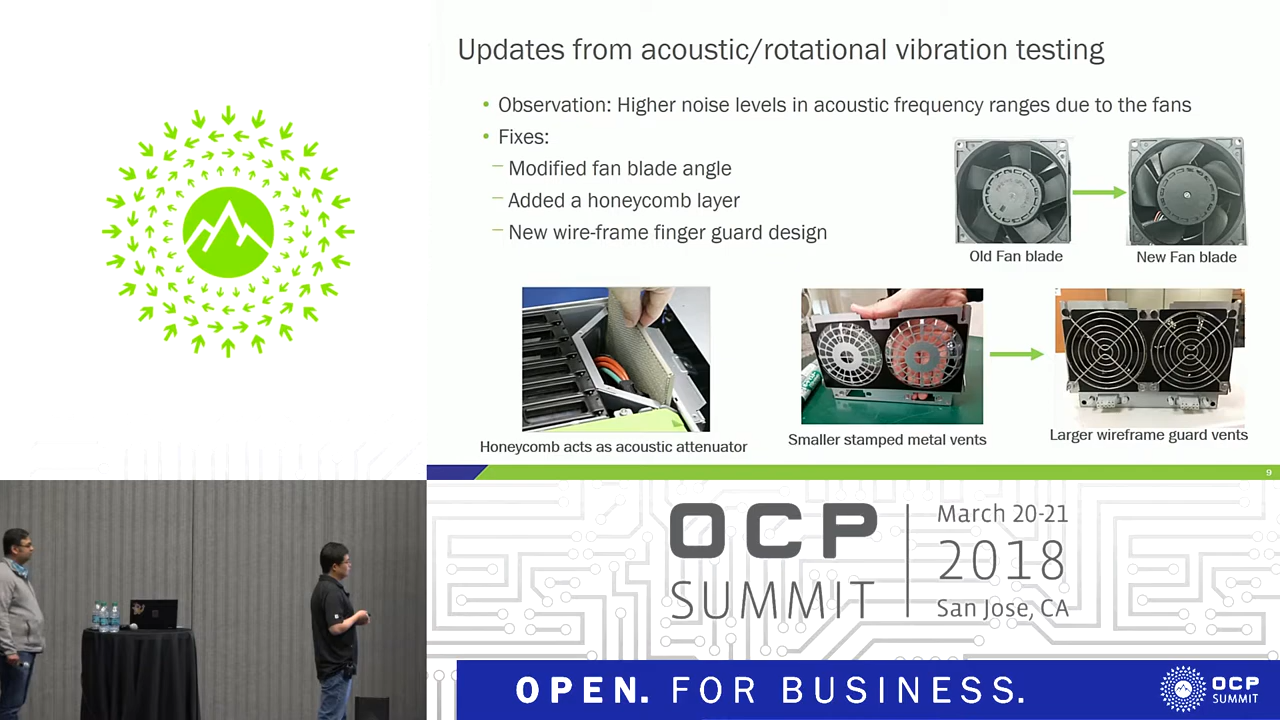 Updates from acoustic/rotational vibration testing
• Observation: Higher noise levels in acoustic frequency ranges due to the fans
• Fixes:
– Modified fan blade angle
– Added a honeycomb layer
– New wire-frame finger guard design
Old Fan blade
New Fan blade
Honeycomb acts as acoustic attenuator
Smaller stamped metal vents
Larger wireframe guard vents
9
OCP
SUMMIT
March 20-21
2018
San Jose, CA
OPEN. FOR BUSINESS.
OCP
SUMMIT